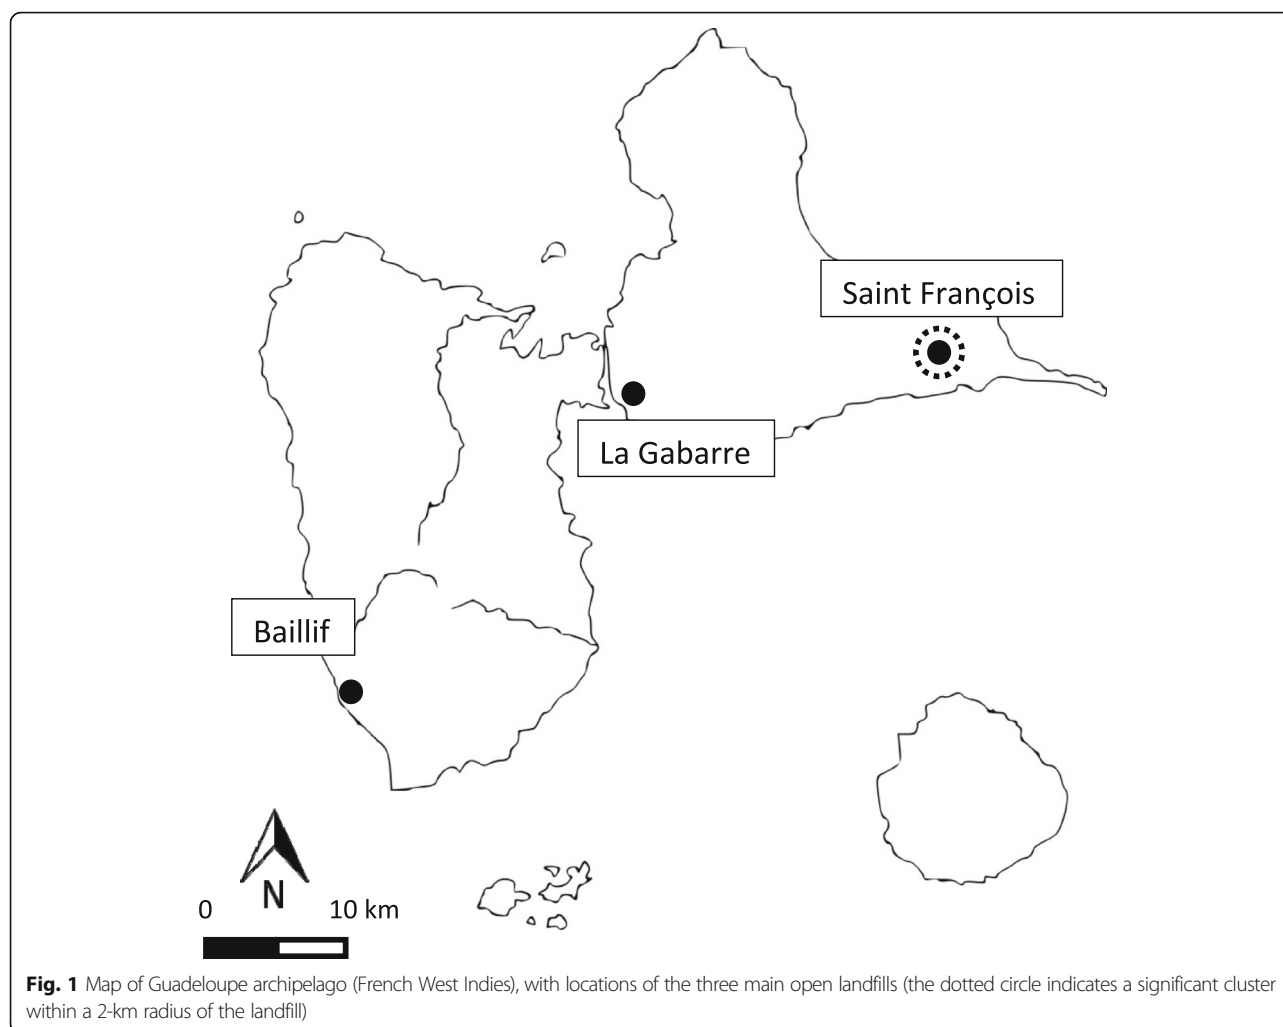 Saint François
La Gabarre
Baillif
N
0 10 km
Fig. 1 Map of Guadeloupe archipelago (French West Indies), with locations of the three main open landfills (the dotted circle indicates a significant cluster
within a 2-km radius of the landfill)